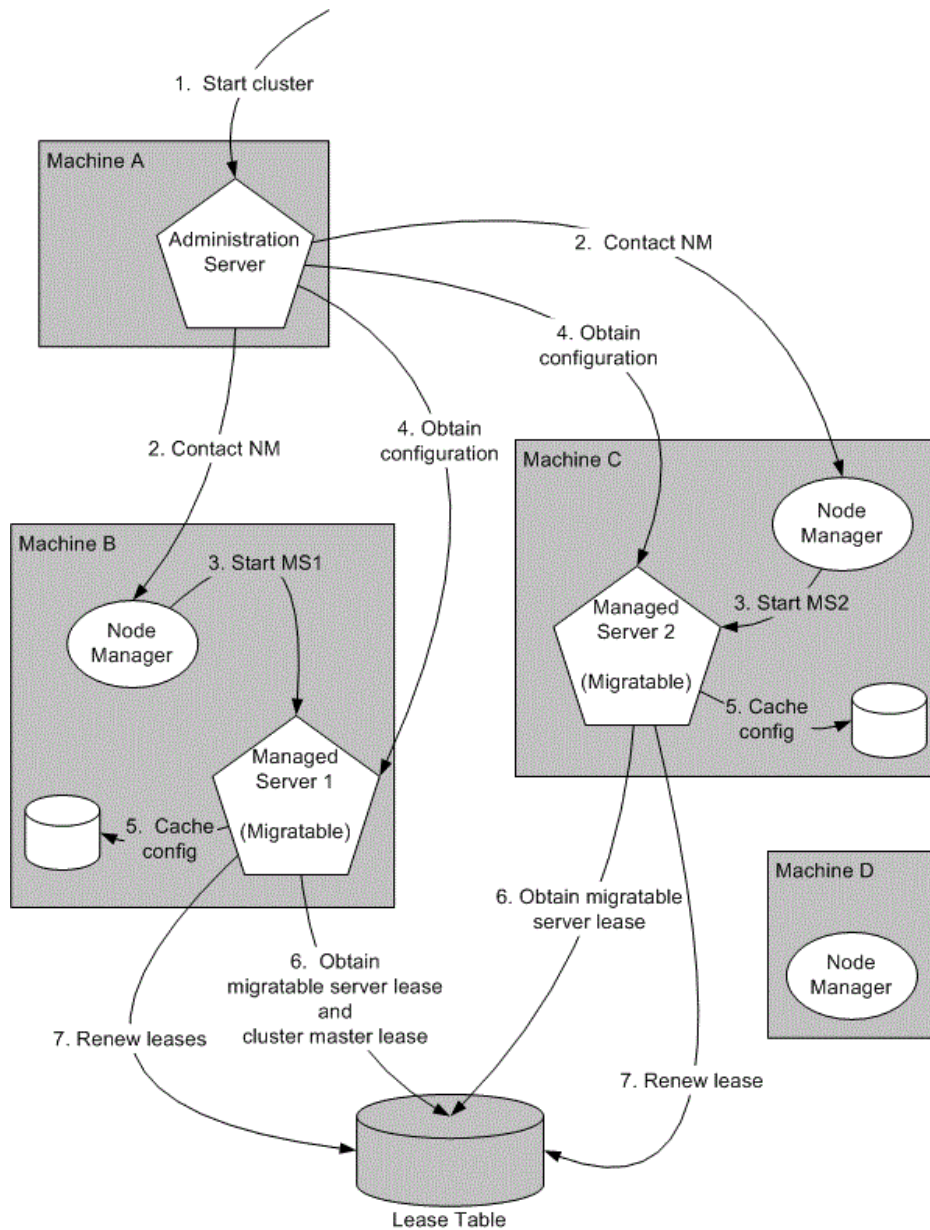 1.  Start cluster
Machine A
Administration
Server
2.  Contact NM
4. Obtain
configuration
2. Contact NM
4. Obtain
configuration
Machine C
Node
Manager
Machine B
3. Start MS1
Node
Manager
Managed
Server 2
(Migratable)
3. Start MS2
5. Cache
config
Managed
Server 1
(Migratable)
5.  Cache
config
Machine D
Node
Manager
6. Obtain migratable
server lease
6.  Obtain
migratable server lease
and
cluster master lease
7. Renew leases
7. Renew lease
Lease Table